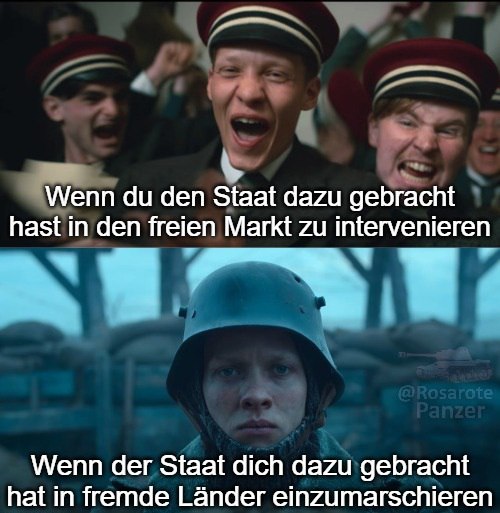 Wenn du den Staat dazu gebracht
hast in den freien Markt zu intervenieren
@Rosarote
Panzer
Wenn der Staat dich dazu gebracht
hat in fremde Länder einzumarschieren